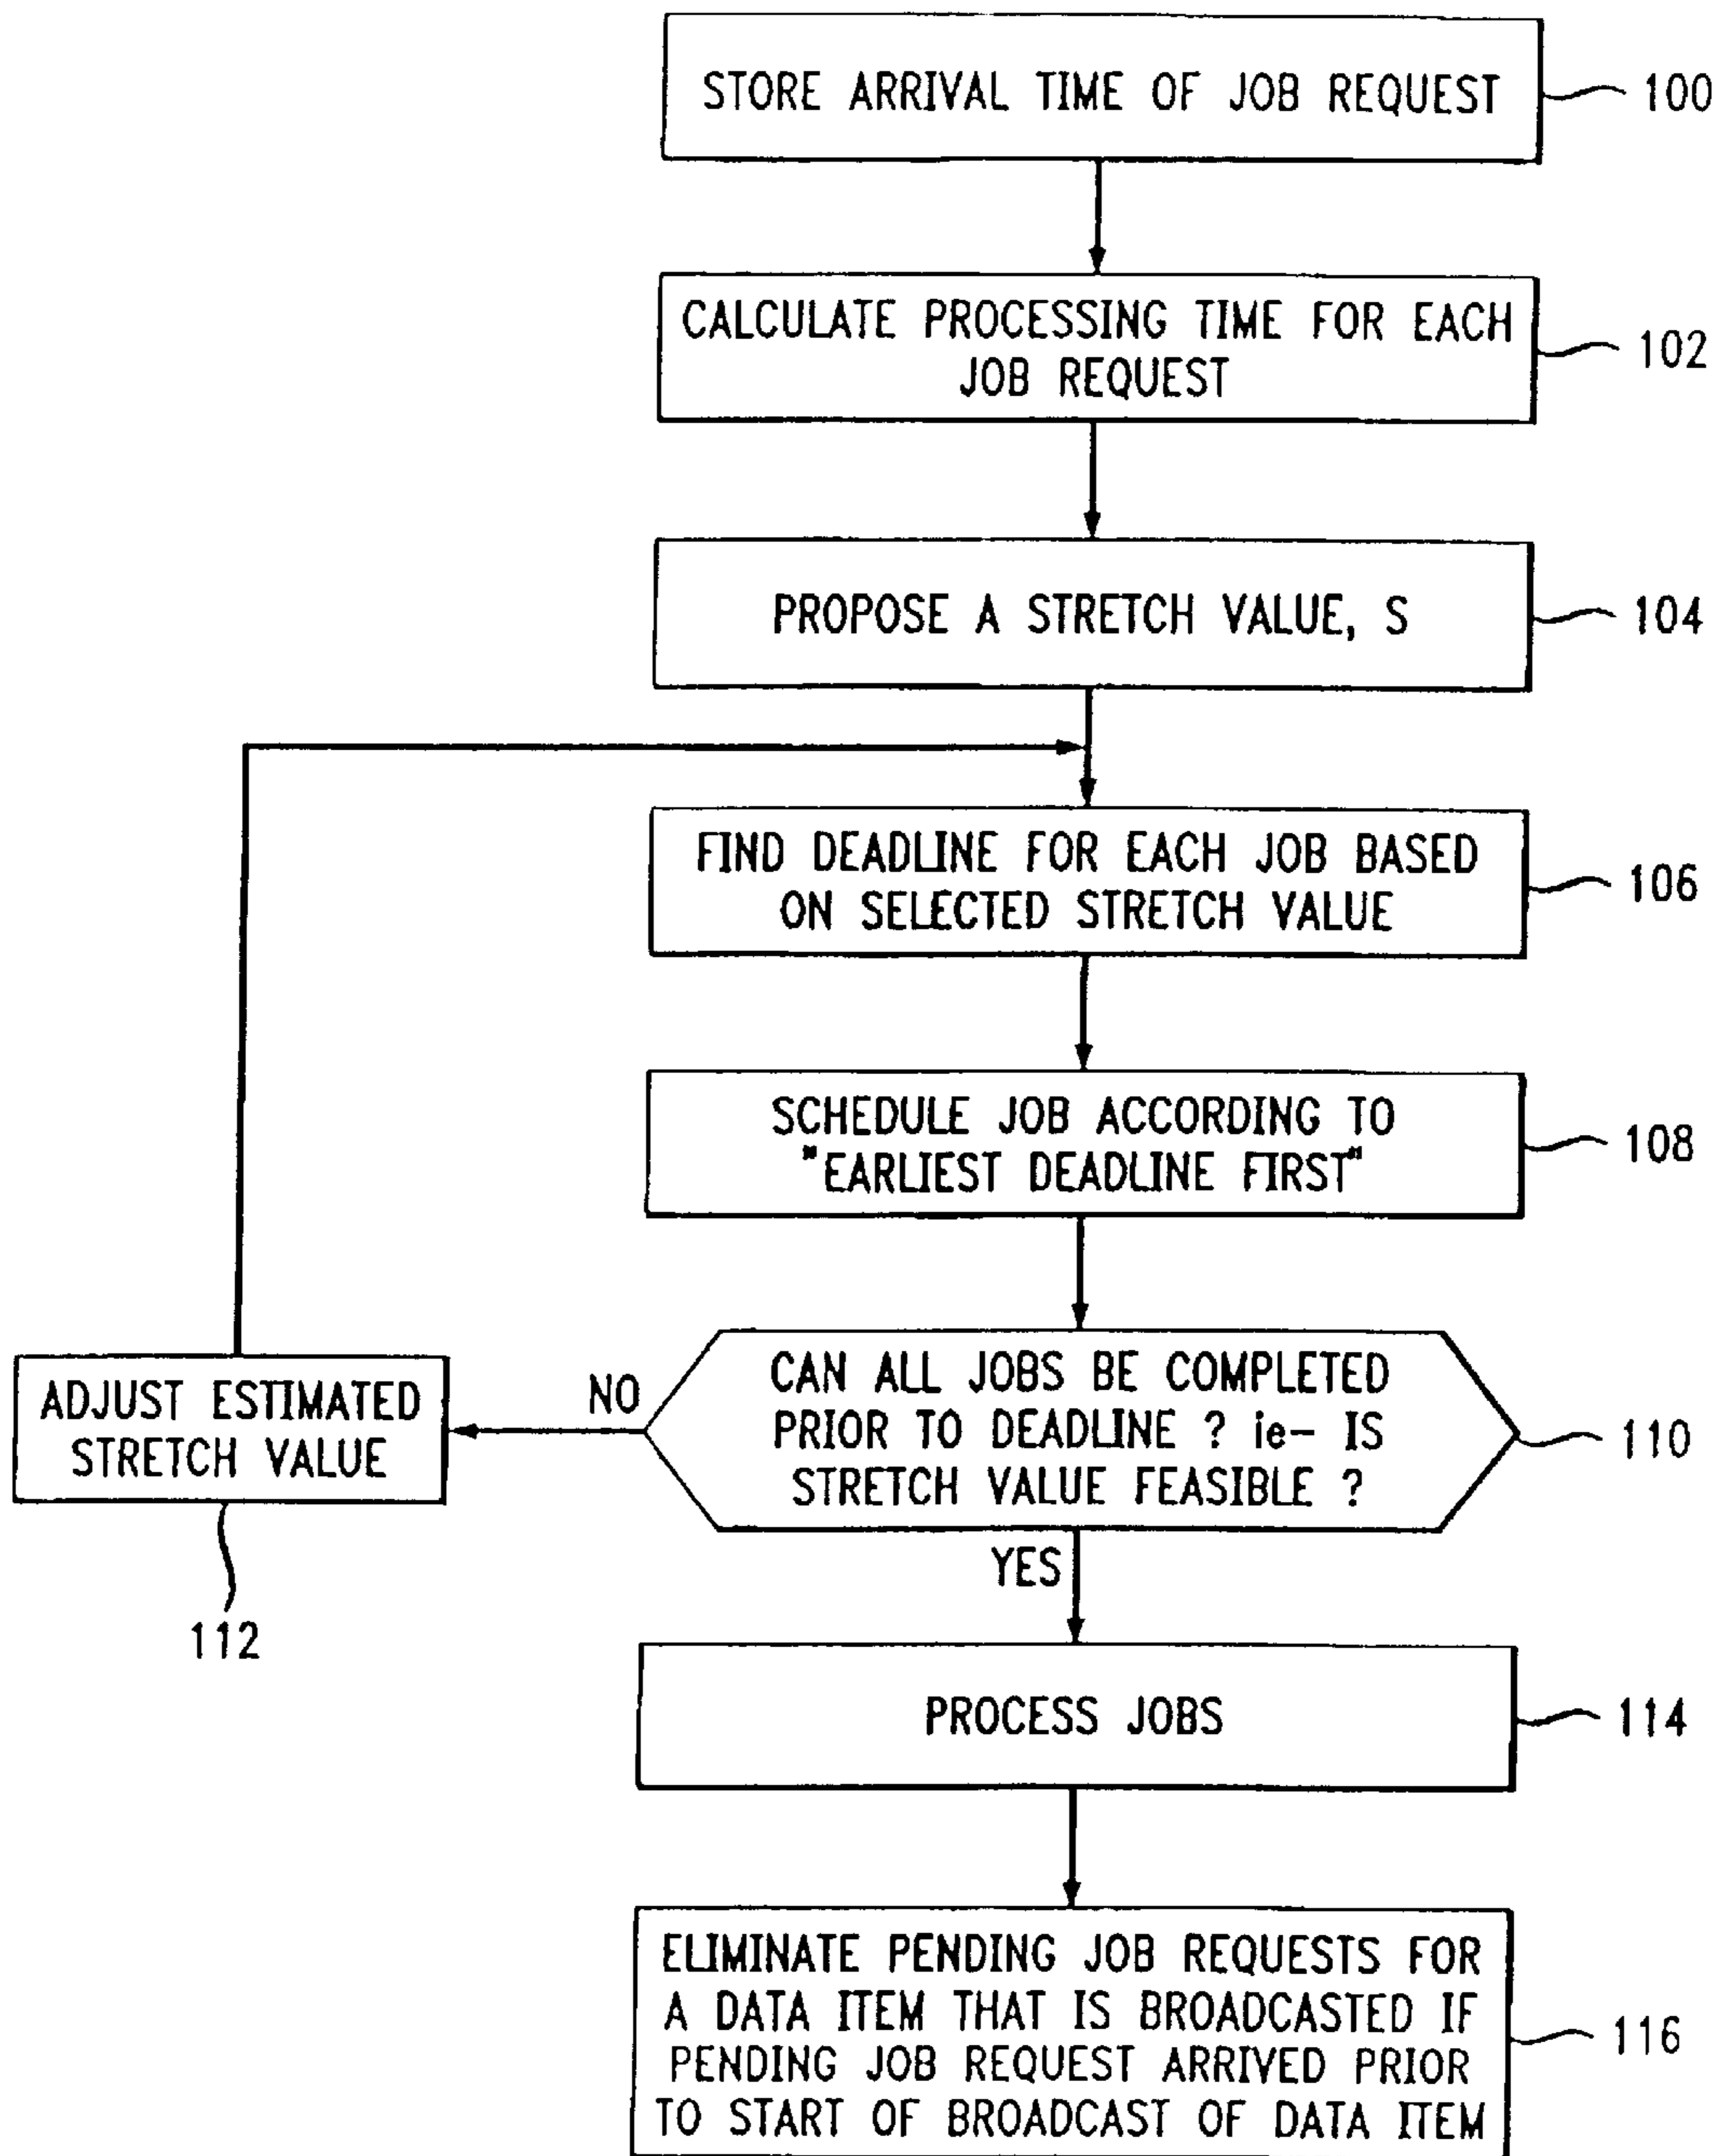 STORE ARRIVAL TIME OF JOB REQUEST
100
CALCULATE PROCESSING TIME FOR EACH
JOB REQUEST
102
PROPOSE A STRETCH VALUE, S
104
FIND DEADLINE FOR EACH JOB BASED
ON SELECTED STRETCH VALUE
106
SCHEDULE JOB ACCORDING TO
"EARLIEST DEADLINE FIRST"
108
CAN ALL JOBS BE COMPLETED
PRIOR TO DEADLINE ? ie- IS
STRETCH VALUE FEASIBLE ?
110
NO
ADJUST ESTIMATED
STRETCH VALUE
112
YES
PROCESS JOBS
114
ELIMINATE PENDING JOB REQUESTS FOR
A DATA ITEM THAT IS BROADCASTED IF
PENDING JOB REQUEST ARRIVED PRIOR
TO START OF BROADCAST OF DATA ITEM
116